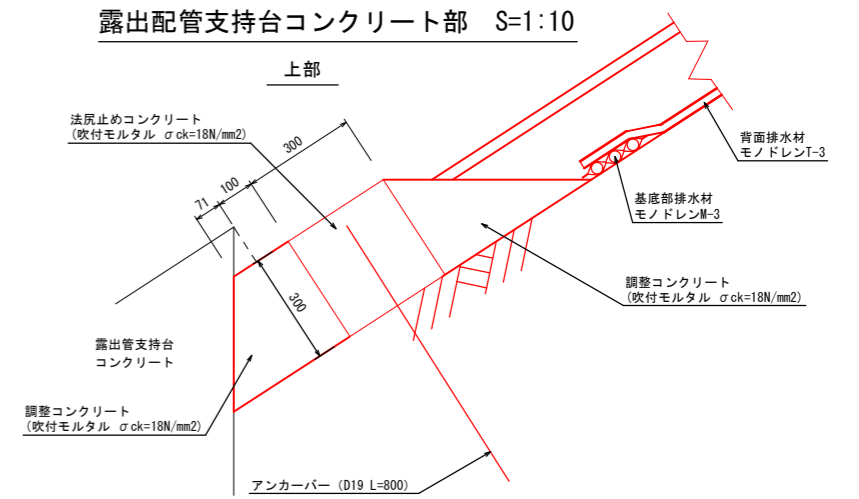 露出配管支持台コンクリート部 S=1:10
上部
法尻止めコンクリート
(吹付モルタル σck=18N/mm2)
300
100
71
背面排水材
モノドレンT-3
基底部排水材
モノドレンM-3
調整コンクリート
(吹付モルタル σck=18N/mm2)
300
露出管支持台
コンクリート
調整コンクリート
(吹付モルタル σck=18N/mm2)
アンカーバー(D19 L=800)